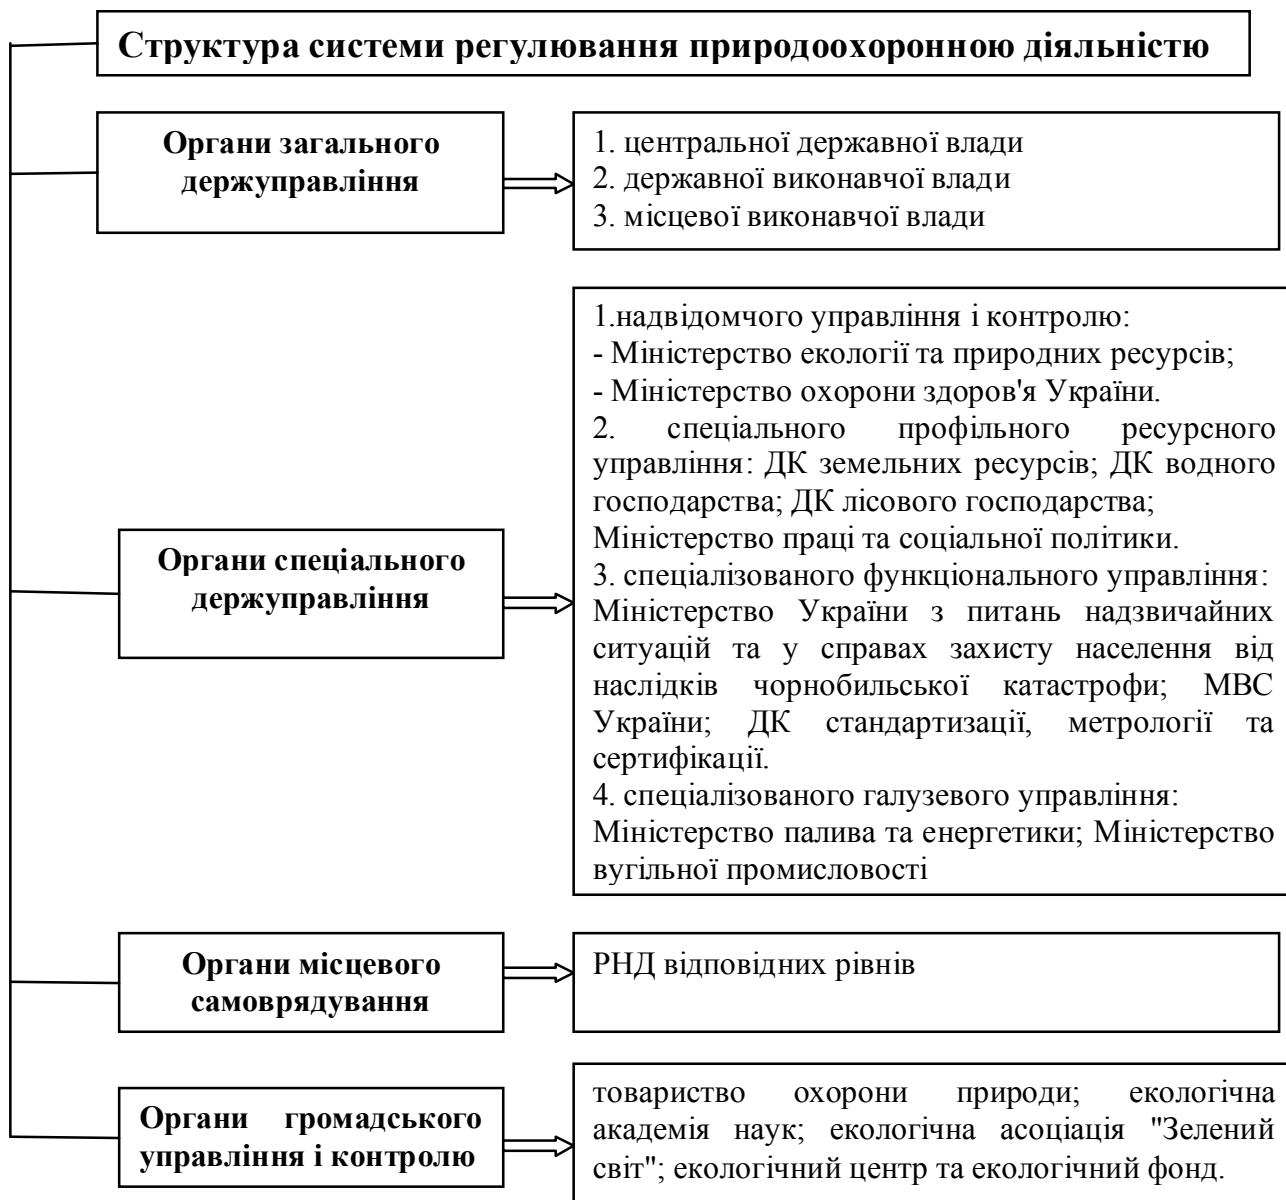 Структура системи регулювання природоохоронною діяльністю
Органи загального
держуправління
1. центральної державної влади
2. державної виконавчої влади
3. місцевої виконавчої влади
Органи спеціального
держуправління
1.надвідомчого управління і контролю:
- Міністерство екології та природних ресурсів;
- Міністерство охорони здоров'я України.
2. спеціального профільного ресурсного
управління: ДК земельних ресурсів; ДК водного
господарства; ДК лісового господарства;
Міністерство праці та соціальної політики.
3. спеціалізованого функціонального управління:
Міністерство України з питань надзвичайних
ситуацій та у справах захисту населення від
наслідків чорнобильської катастрофи; МВС
України; ДК стандартизації, метрології та
сертифікації.
4. спеціалізованого галузевого управління:
Міністерство палива та енергетики; Міністерство
вугільної промисловості
Органи місцевого
самоврядування
РНД відповідних рівнів
Органи громадського
управління і контролю
товариство охорони природи; екологічна
академія наук; екологічна асоціація "Зелений
світ"; екологічний центр та екологічний фонд.